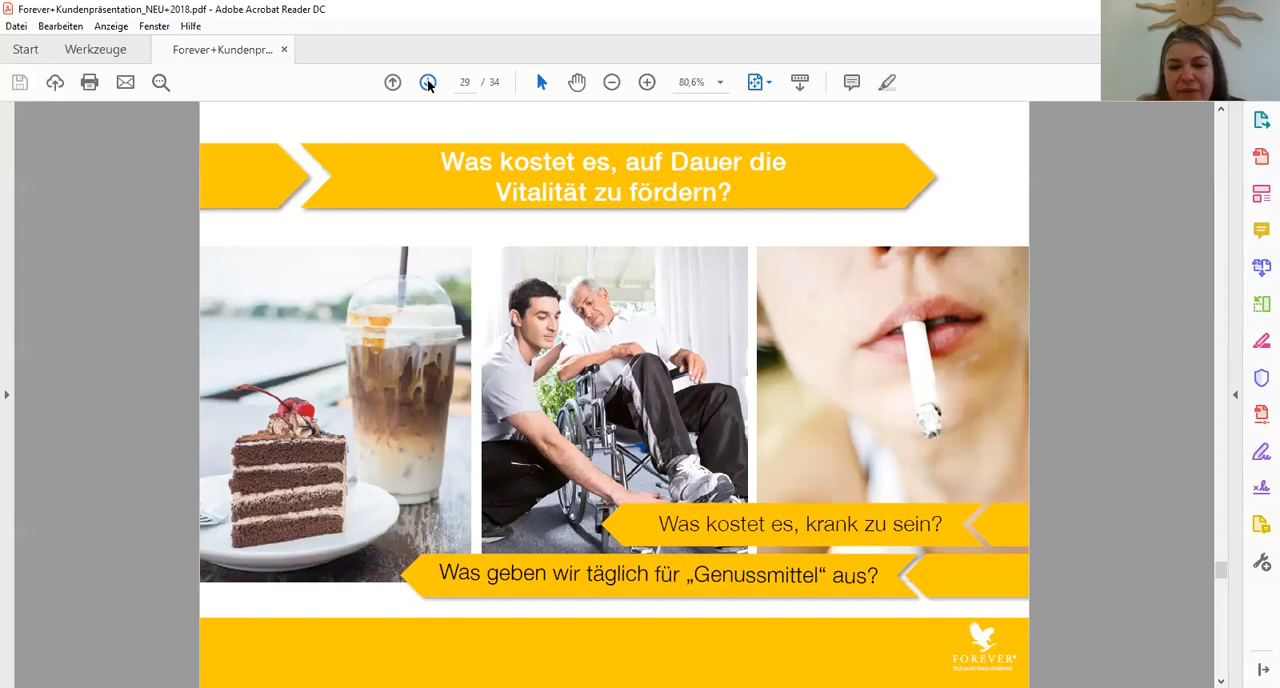 Forever+Kundenpräsentation_NEU+2018.pdf - Adobe Acrobat Reader DC
Datei Bearbeiten Anzeige Fenster Hilfe
Start Werkzeuge Forever+Kundenpr... ×
29 / 34 80,6%
Was kostet es, auf Dauer die
Vitalität zu fördern?
Was kostet es, krank zu sein?
Was geben wir täglich für „Genussmittel“ aus?
FOREVER